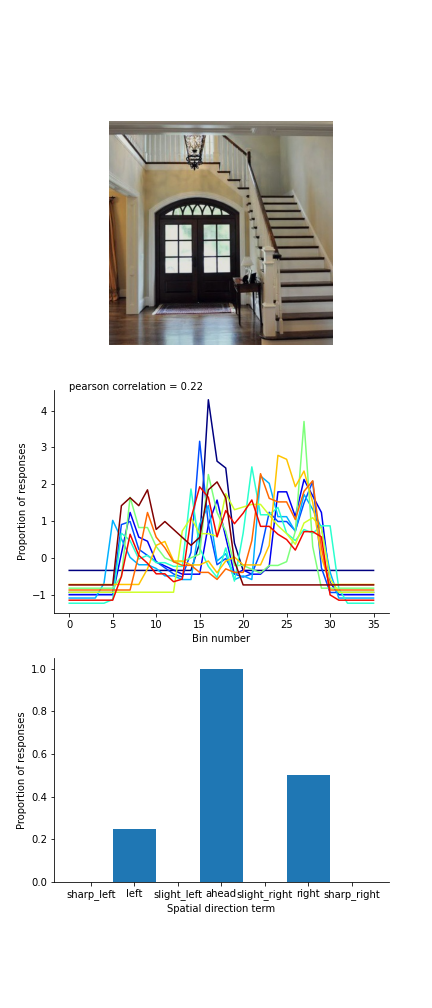 pearson correlation = 0.22
Proportion of responses
4
3
2
1
0
−1
0 5 10 15 20 25 30 35
Bin number
Proportion of responses
1.0
0.8
0.6
0.4
0.2
0.0
sharp_left left slight_left ahead slight_right right sharp_right
Spatial direction term